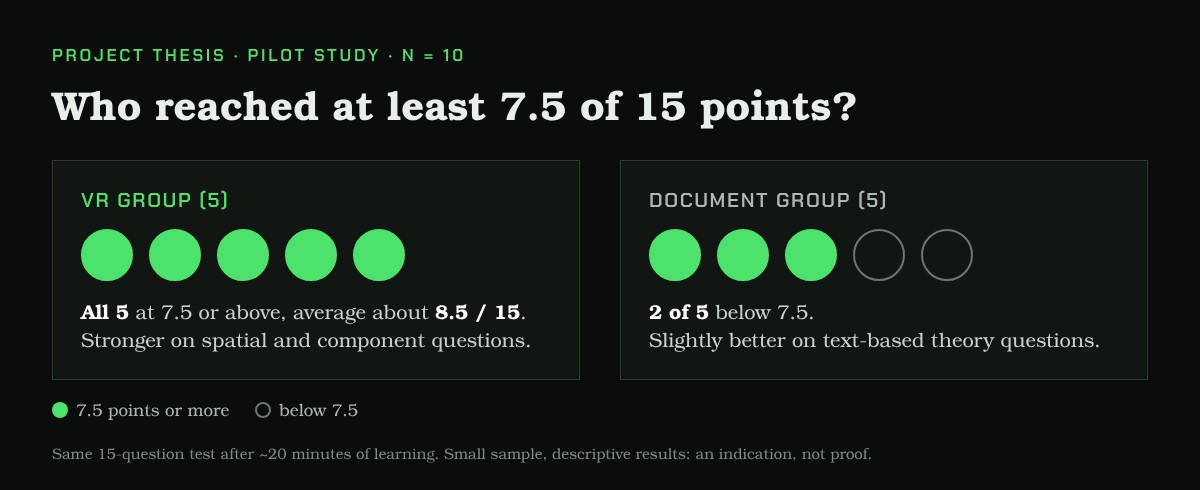 PROJECT THESIS · PILOT STUDY · N = 10
Who reached at least 7.5 of 15 points?
VR GROUP (5)
All 5 at 7.5 or above, average about 8.5 / 15.
Stronger on spatial and component questions.
DOCUMENT GROUP (5)
2 of 5 below 7.5.
Slightly better on text-based theory questions.
7.5 points or more
below 7.5
Same 15-question test after ~20 minutes of learning. Small sample, descriptive results: an indication, not proof.